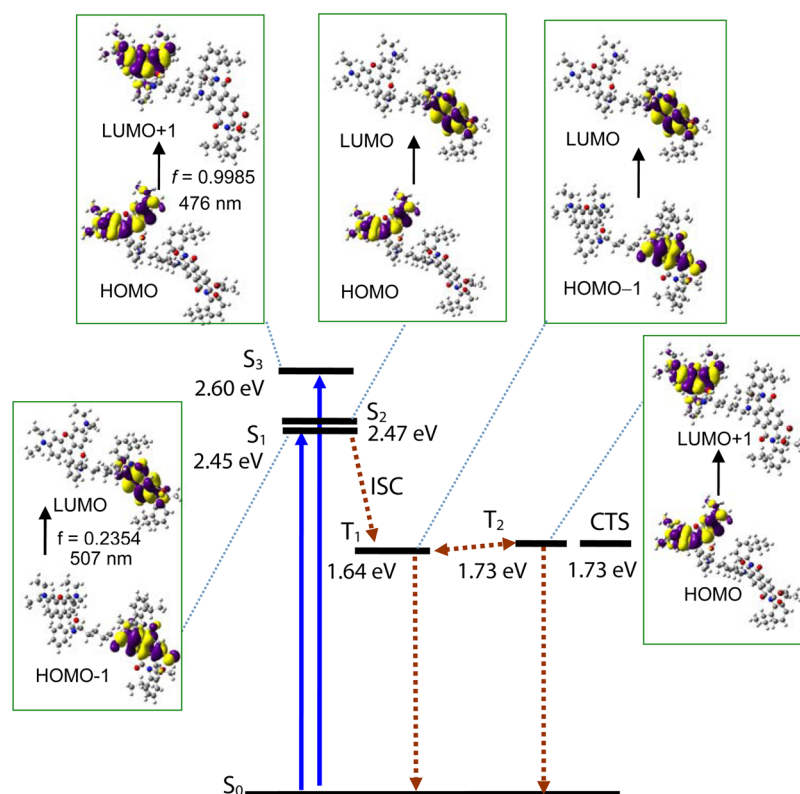 LUMO+1
f = 0.9985
476 nm
HOMO
LUMO
HOMO
LUMO
HOMO−1
S3
2.60 eV
S2
S1
2.47 eV
2.45 eV
LUMO
f = 0.2354
507 nm
HOMO-1
LUMO+1
HOMO
ISC
T1
T2
CTS
1.64 eV
1.73 eV
1.73 eV
S0